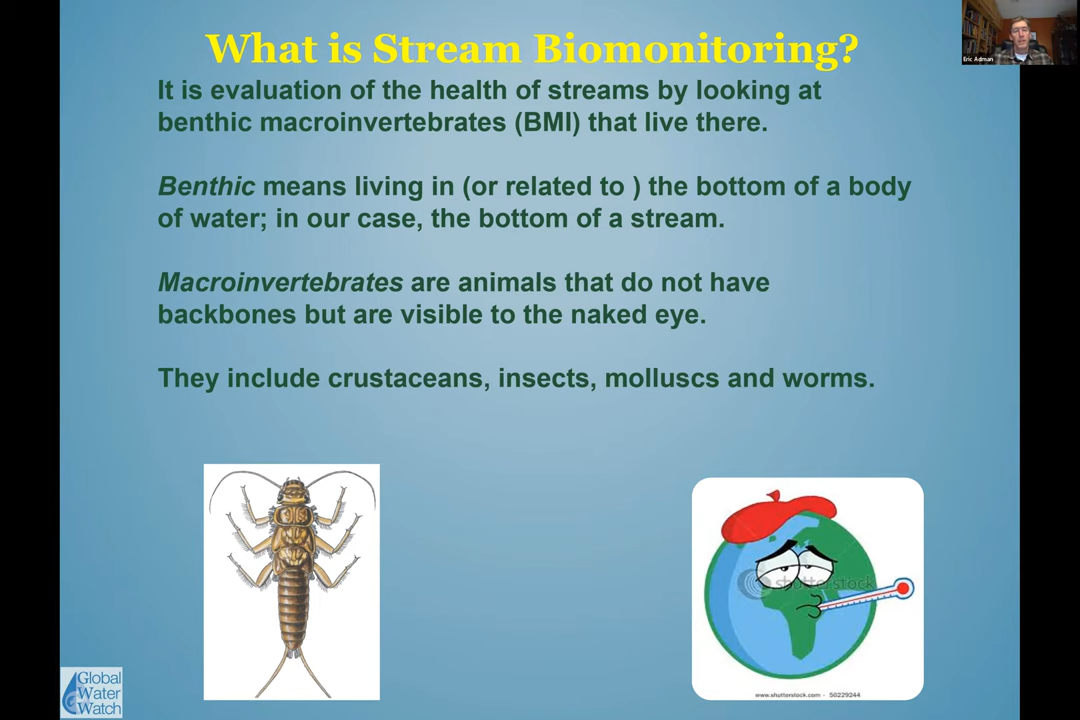 What is Stream Biomonitoring?
Eric Adman
It is evaluation of the health of streams by looking at
benthic macroinvertebrates (BMI) that live there.
Benthic means living in (or related to ) the bottom of a body
of water; in our case, the bottom of a stream.
Macroinvertebrates are animals that do not have
backbones but are visible to the naked eye.
They include crustaceans, insects, molluscs and worms.
shutterstock
www.shutterstock.com - 50229244
Global
Water
Watch